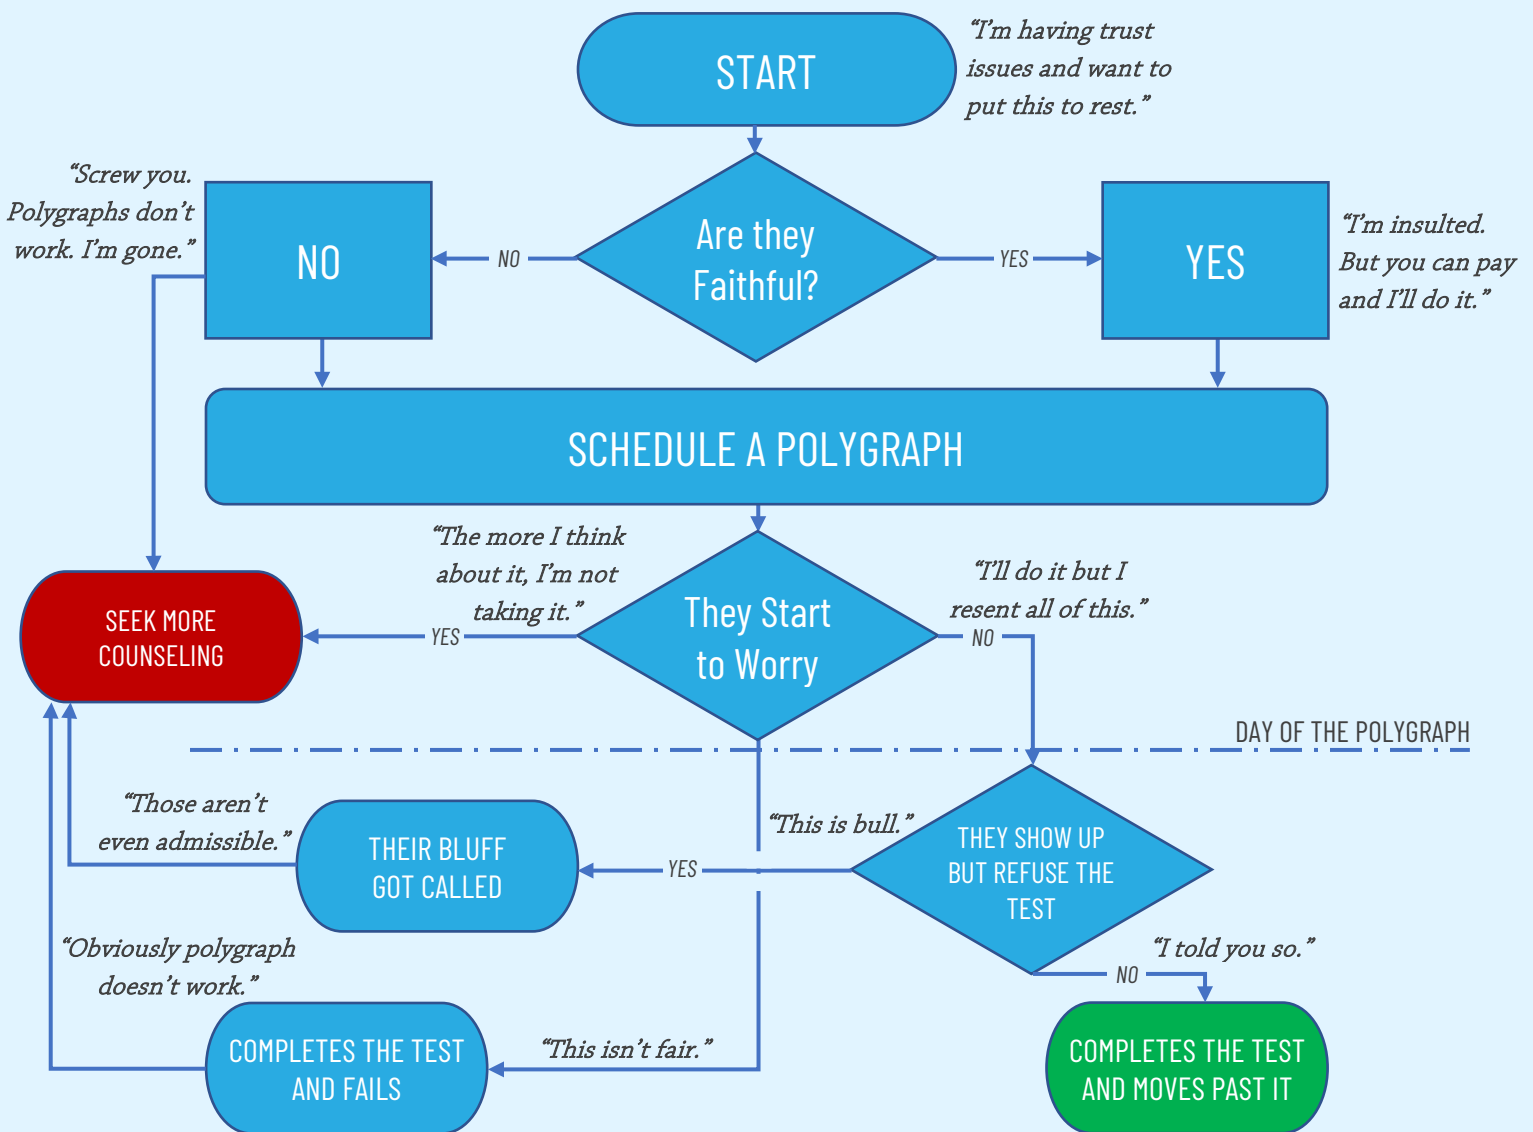 START
“I’m having trust
issues and want to
put this to rest.”
“Screw you.
Polygraphs don’t
work. I’m gone.”
NO
NO
Are they
Faithful?
YES
YES
“I’m insulted.
But you can pay
and I’ll do it.”
SCHEDULE A POLYGRAPH
“The more I think
about it, I’m not
taking it.”
“I’ll do it but I
resent all of this.”
SEEK MORE
COUNSELING
YES
They Start
to Worry
NO
DAY OF THE POLYGRAPH
“Those aren’t
even admissible.”
THEIR BLUFF
GOT CALLED
YES
“This is bull.”
THEY SHOW UP
BUT REFUSE THE
TEST
“Obviously polygraph
doesn’t work.”
“I told you so.”
NO
COMPLETES THE TEST
AND FAILS
“This isn’t fair.”
COMPLETES THE TEST
AND MOVES PAST IT